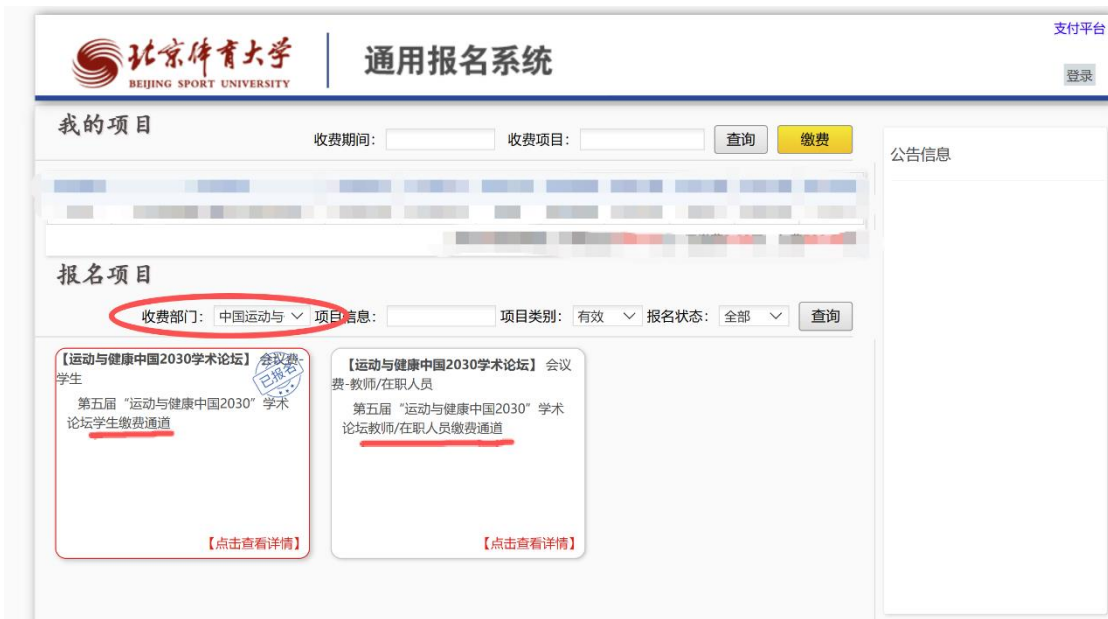 支付平台
北京体育大学
BEIJING SPORT UNIVERSITY
通用报名系统
登录
我的项目
收费期间：
收费项目：
查询
缴费
公告信息
报名项目
收费部门： 中国运动与
项目信息：
项目类别： 有效
报名状态： 全部
查询
【运动与健康中国2030学术论坛】会议费-
学生
已报名
第五届“运动与健康中国2030”学术
论坛学生缴费通道
【点击查看详情】
【运动与健康中国2030学术论坛】会议
费-教师/在职人员
第五届“运动与健康中国2030”学术
论坛教师/在职人员缴费通道
【点击查看详情】